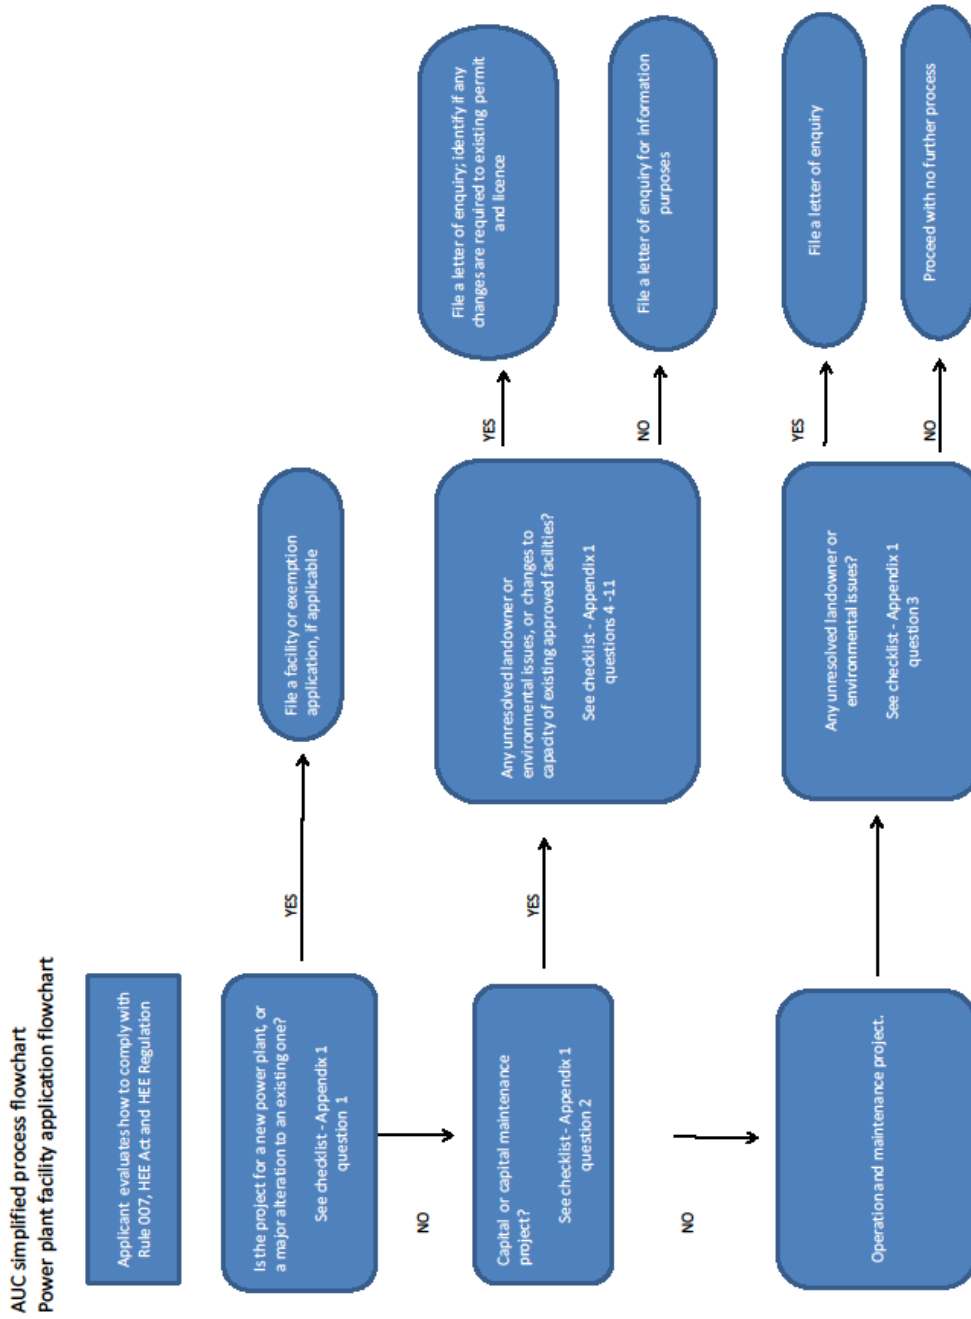 AUC simplified process flowchart
Power plant facility application flowchart
Applicant evaluates how to comply with
Rule 007, HEE Act and HEE Regulation
Is the project for a new power plant, or
a major alteration to an existing one?
See checklist - Appendix 1
question 1
YES
File a facility or exemption
application, if applicable
NO
Capital or capital maintenance
project?
See checklist - Appendix 1
question 2
YES
Any unresolved landowner or
environmental issues, or changes to
capacity of existing approved facilities?
See checklist - Appendix 1
questions 4 -11
YES
File a letter of enquiry; identify if any
changes are required to existing permit
and licence
NO
File a letter of enquiry for information
purposes
NO
Operation and maintenance project.
Any unresolved landowner or
environmental issues?
See checklist - Appendix 1
question 3
YES
File a letter of enquiry
NO
Proceed with no further process